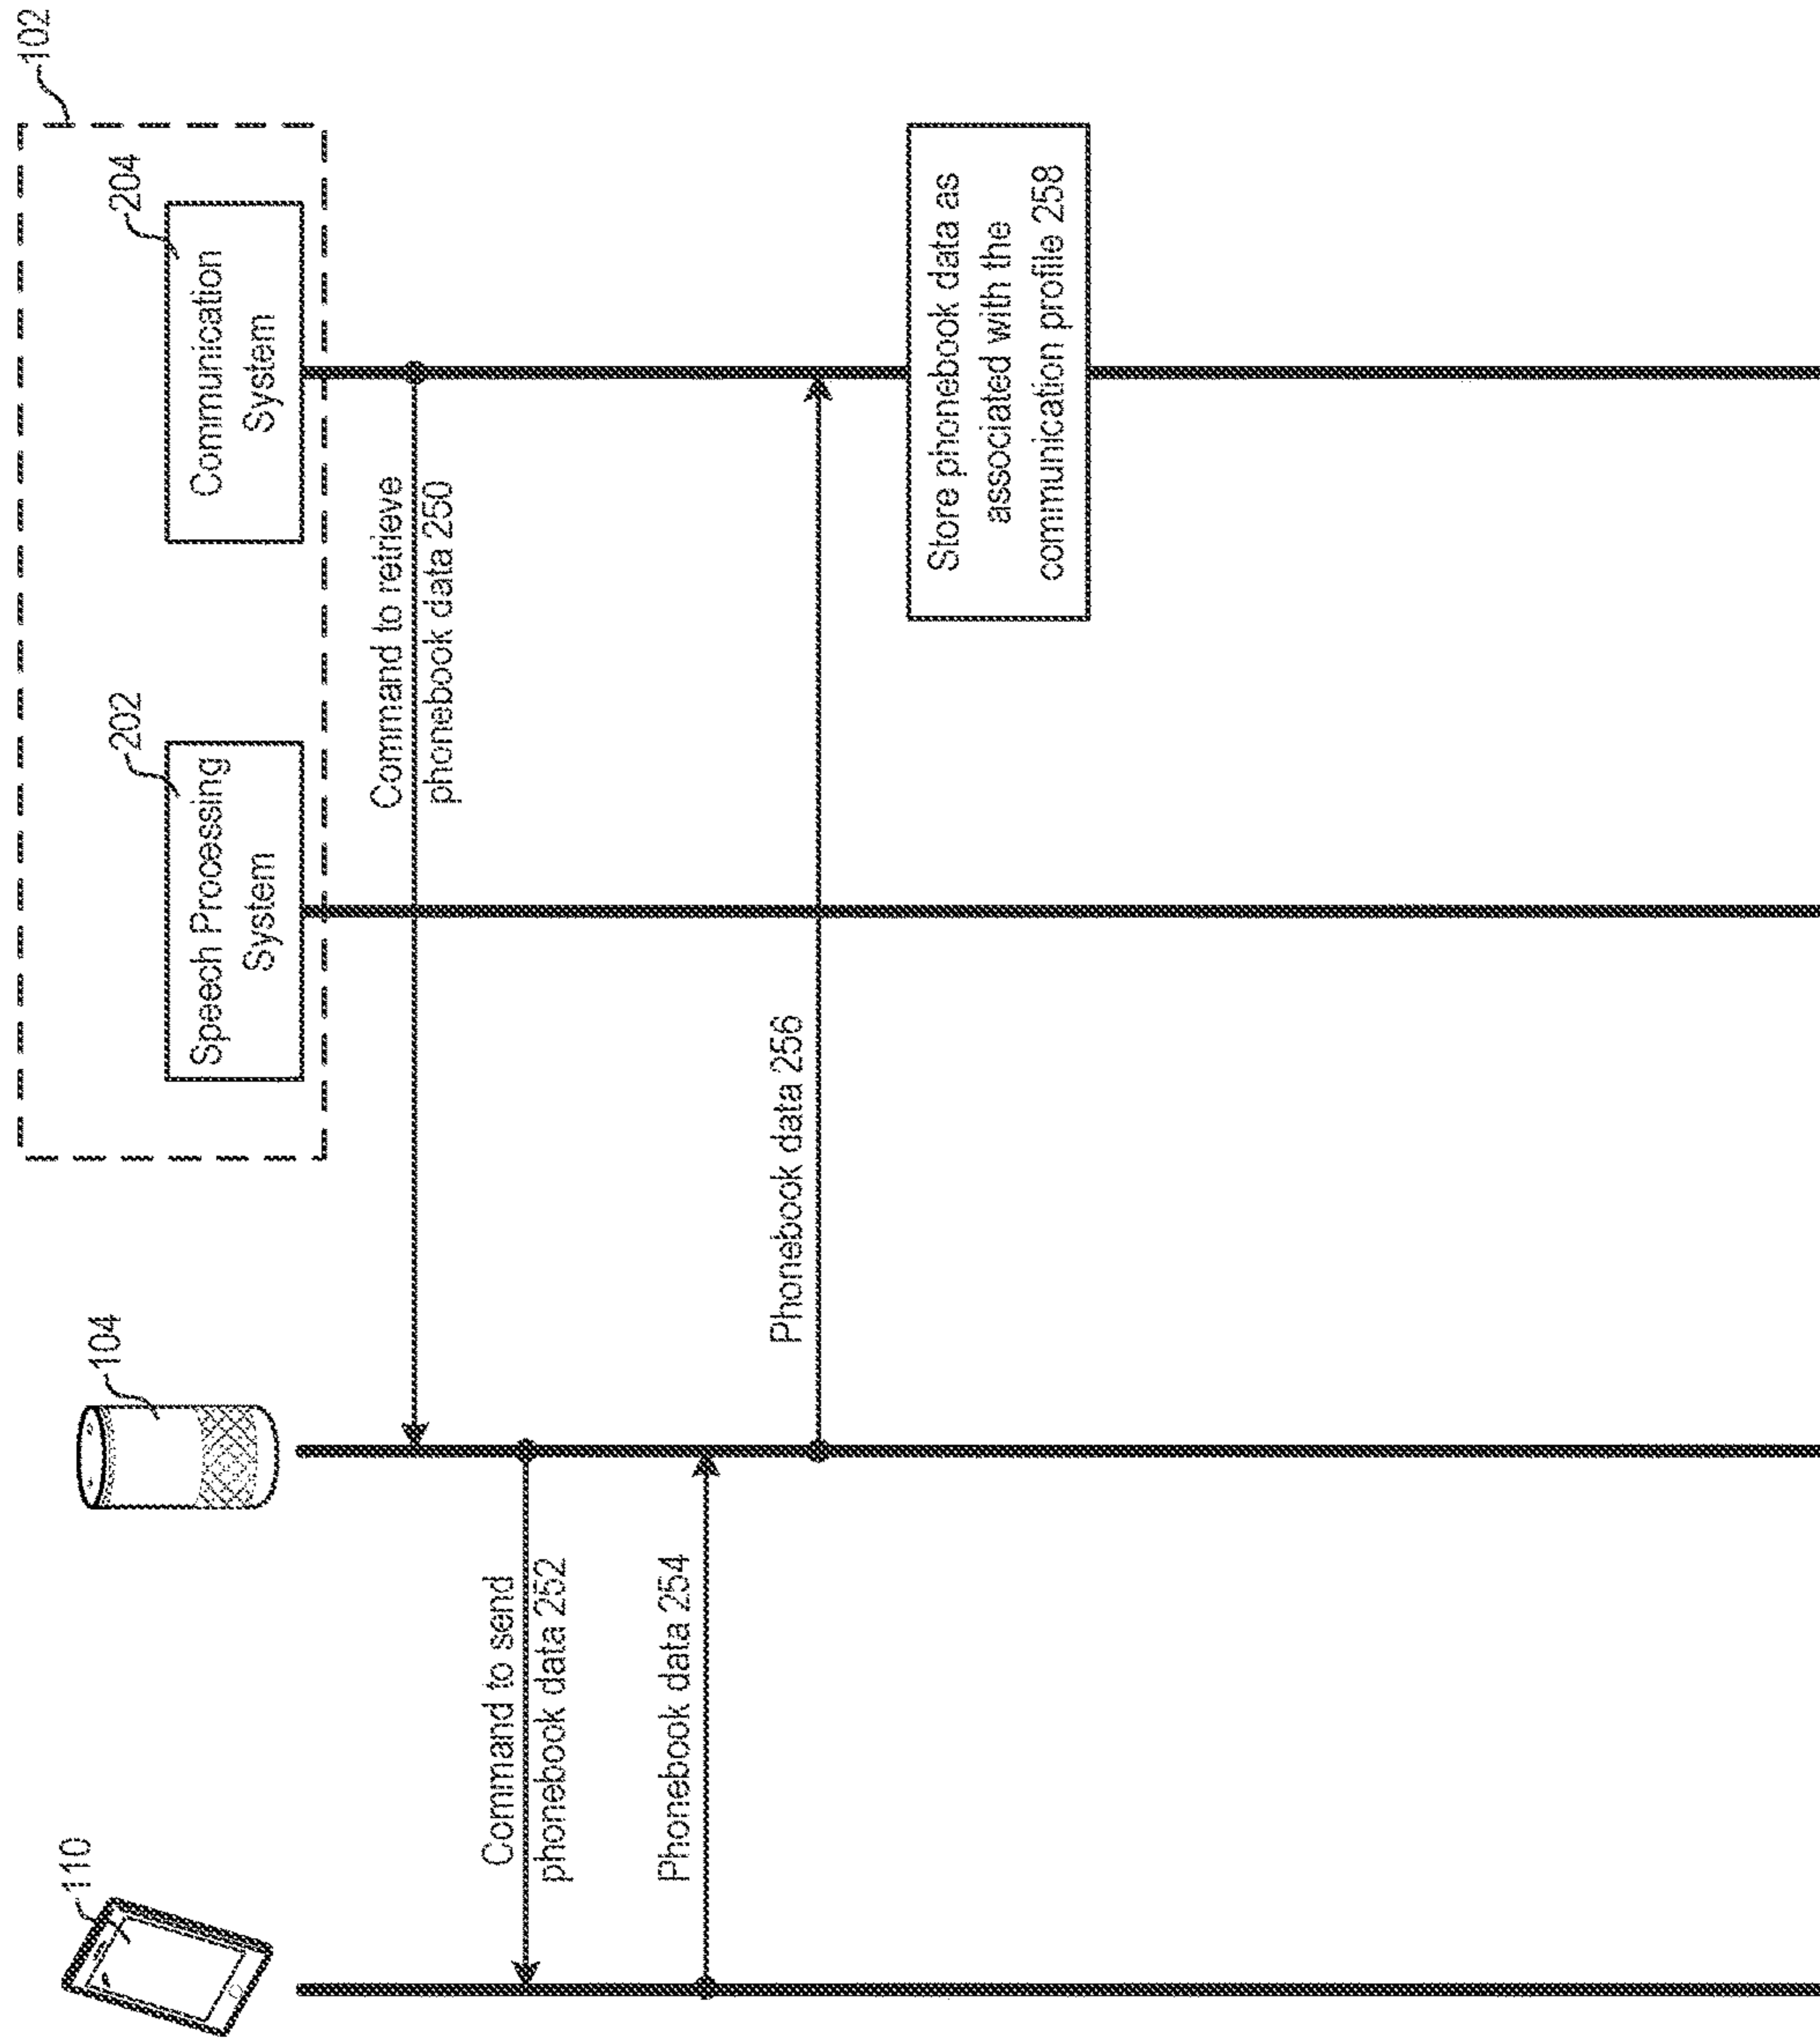 102
202
204
Speech Processing
System
Communication
System
110
104
Command to retrieve
phonebook data 250
Command to send
phonebook data 252
Phonebook data 254
Phonebook data 256
Store phonebook data as
associated with the
communication profile 258